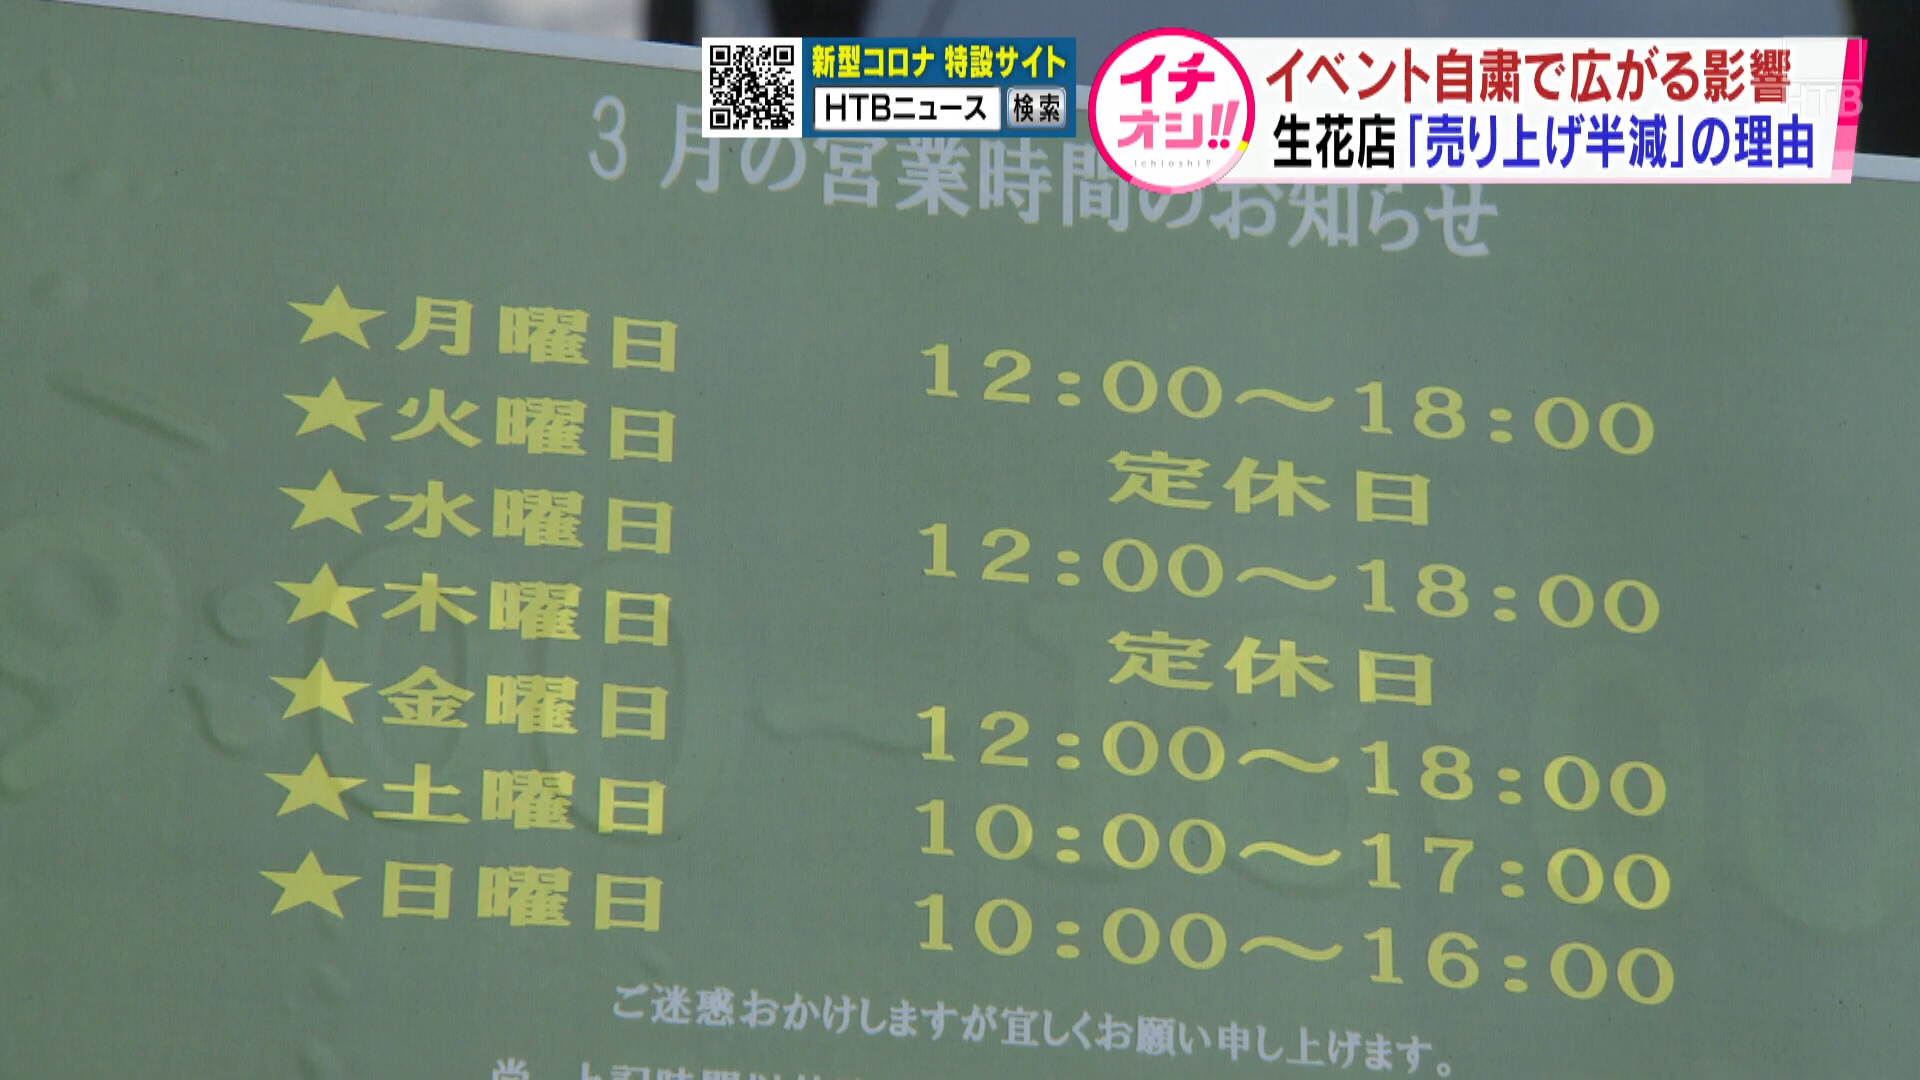 新型コロナ 特設サイト
HTBニュース 検索
イチオシ!!
ichioshi!!
イベント自粛で広がる影響
生花店「売り上げ半減」の理由
HTB
3月の営業時間のお知らせ
★月曜日 12:00〜18:00
★火曜日 定休日
★水曜日 12:00〜18:00
★木曜日 定休日
★金曜日 12:00〜18:00
★土曜日 10:00〜17:00
★日曜日 10:00〜16:00
ご迷惑おかけしますが宜しくお願い申し上げます。